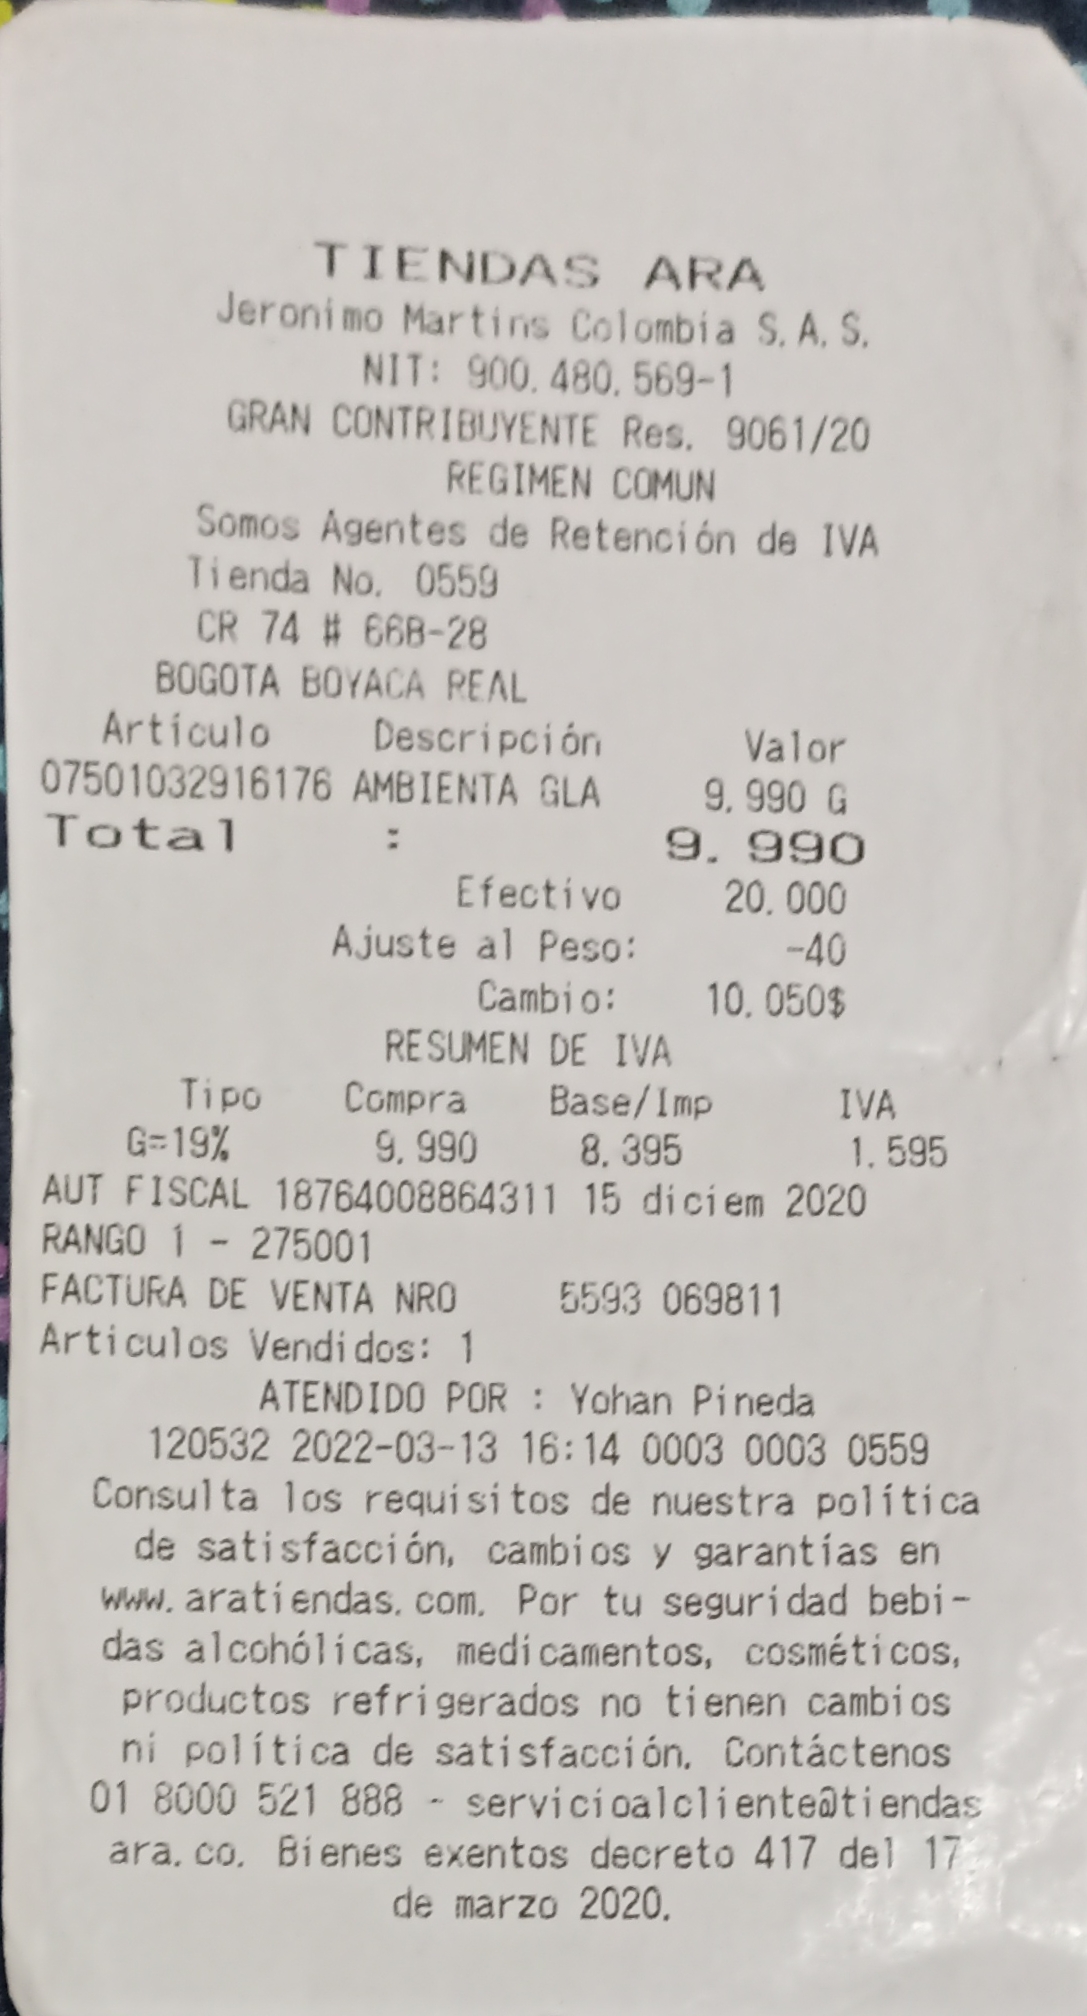 TIENDAS ARA
Jeronimo Martins Colombia S.A.S.
NIT: 900.480.569-1
GRAN CONTRIBUYENTE Res. 9061/20
REGIMEN COMUN
Somos Agentes de Retención de IVA
Tienda No. 0559
CR 74 # 66B-28
BOGOTA BOYACA REAL
Artículo Descripción Valor
07501032916176 AMBIENTA GLA 9.990 G
Total : 9.990
Efectivo 20.000
Ajuste al Peso: -40
Cambio: 10.050$
RESUMEN DE IVA
Tipo Compra Base/Imp IVA
G=19% 9.990 8.395 1.595
AUT FISCAL 18764008864311 15 diciem 2020
RANGO 1 - 275001
FACTURA DE VENTA NRO 5593 069811
Articulos Vendidos: 1
ATENDIDO POR : Yohan Pineda
120532 2022-03-13 16:14 0003 0003 0559
Consulta los requisitos de nuestra política
de satisfacción, cambios y garantías en
www.aratiendas.com. Por tu seguridad bebi-
das alcohólicas, medicamentos, cosméticos,
productos refrigerados no tienen cambios
ni política de satisfacción. Contáctenos
01 8000 521 888 - servicioalcliente@tiendas
ara.co. Bienes exentos decreto 417 del 17
de marzo 2020.